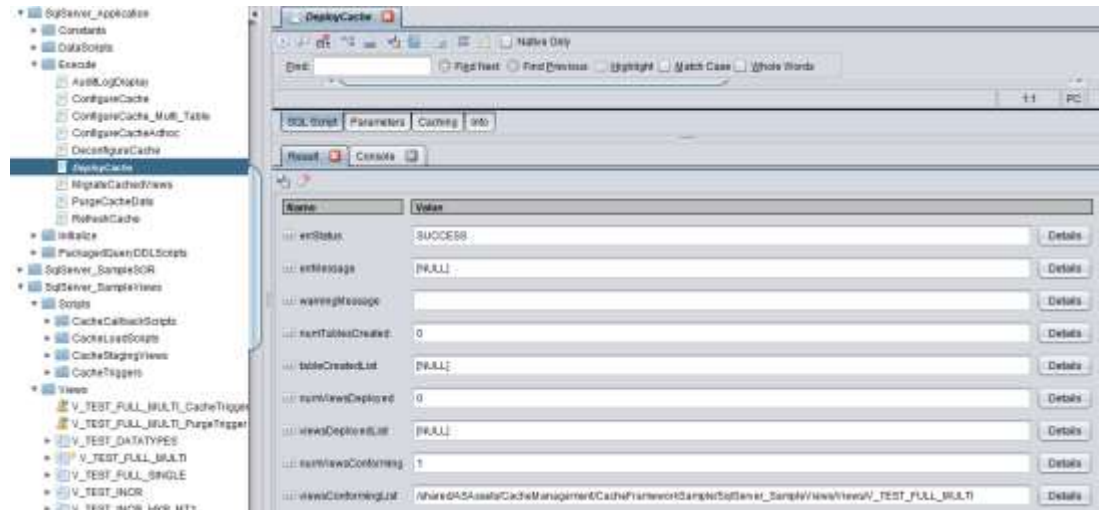 SqlServer_Application
Constants
DataScripts
Execute
AuditLogDisplay
ConfigureCache
ConfigureCache_Multi_Table
ConfigureCacheAdhoc
DeconfigureCache
DeployCache
MigrateCachedViews
PurgeCacheData
RefreshCache
Initialize
PackagedQueryDDLScripts
SqlServer_SampleSOR
SqlServer_SampleViews
Scripts
CacheCallbackScripts
CacheLoadScripts
CacheStagingViews
CacheTriggers
Views
V_TEST_FULL_MULTI_CacheTrigger
V_TEST_FULL_MULTI_PurgeTrigger
V_TEST_DATATYPES
V_TEST_FULL_MULTI
V_TEST_FULL_SINGLE
V_TEST_INCR
DeployCache
Native Only
Find: Find Next Find Previous Highlight Match Case Whole Words
1:1 PC
SQL Script Parameters Caching Info
Result Console
Name Value
errStatus SUCCESS Details
errMessage [NULL] Details
warningMessage Details
numTablesCreated 0 Details
tableCreatedList [NULL] Details
numViewsDeployed 0 Details
viewsDeployedList [NULL] Details
numViewsConforming 1 Details
viewsConformingList /shared/ASAssets/CacheManagement/CacheFrameworkSample/SqlServer_SampleViews/Views/V_TEST_FULL_MULTI Details